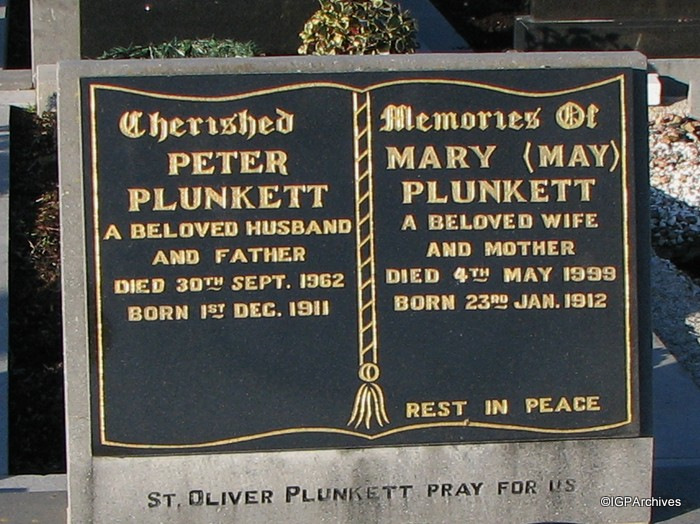 Cherished
PETER
PLUNKETT
A BELOVED HUSBAND
AND FATHER
DIED 30TH SEPT. 1962
BORN 1ST DEC. 1911
Memories Of
MARY (MAY)
PLUNKETT
A BELOVED WIFE
AND MOTHER
DIED 4TH MAY 1999
BORN 23RD JAN. 1912
REST IN PEACE
ST. OLIVER PLUNKETT PRAY FOR US
©IGPArchives